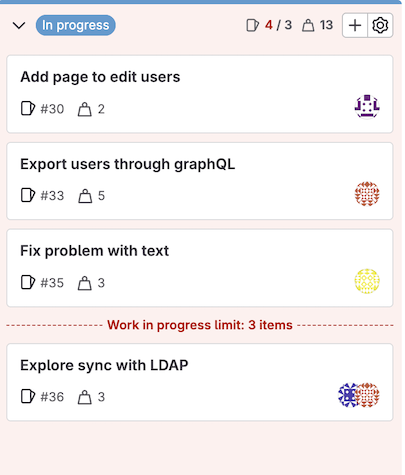 In progress 4 / 3 13
Add page to edit users
#30 2
Export users through graphQL
#33 5
Fix problem with text
#35 3
Work in progress limit: 3 items
Explore sync with LDAP
#36 3